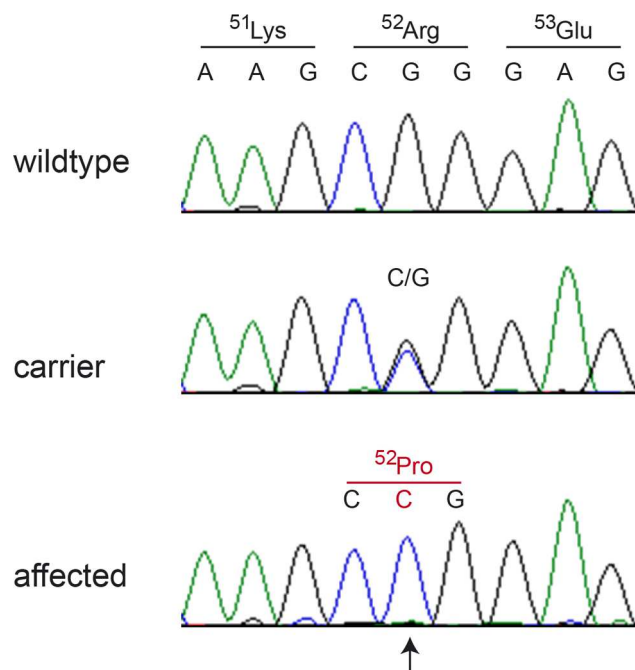 ⁵¹Lys ⁵²Arg ⁵³Glu
A A G C G G G A G
wildtype
C/G
carrier
⁵²Pro
C C G
affected